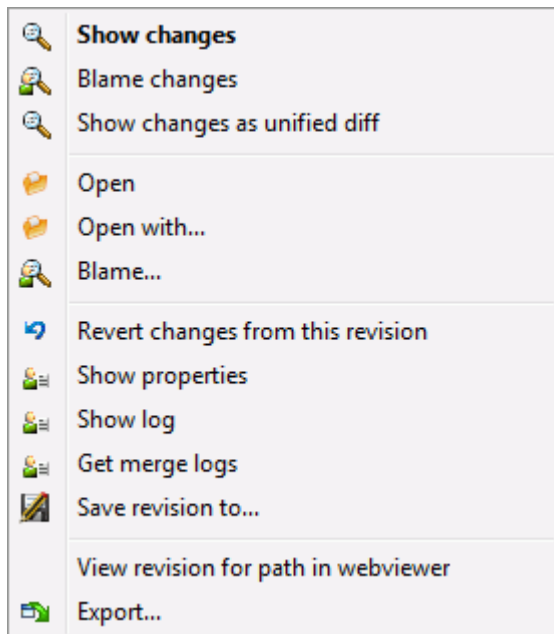 Show changes
Blame changes
Show changes as unified diff
Open
Open with...
Blame...
Revert changes from this revision
Show properties
Show log
Get merge logs
Save revision to...
View revision for path in webviewer
Export...